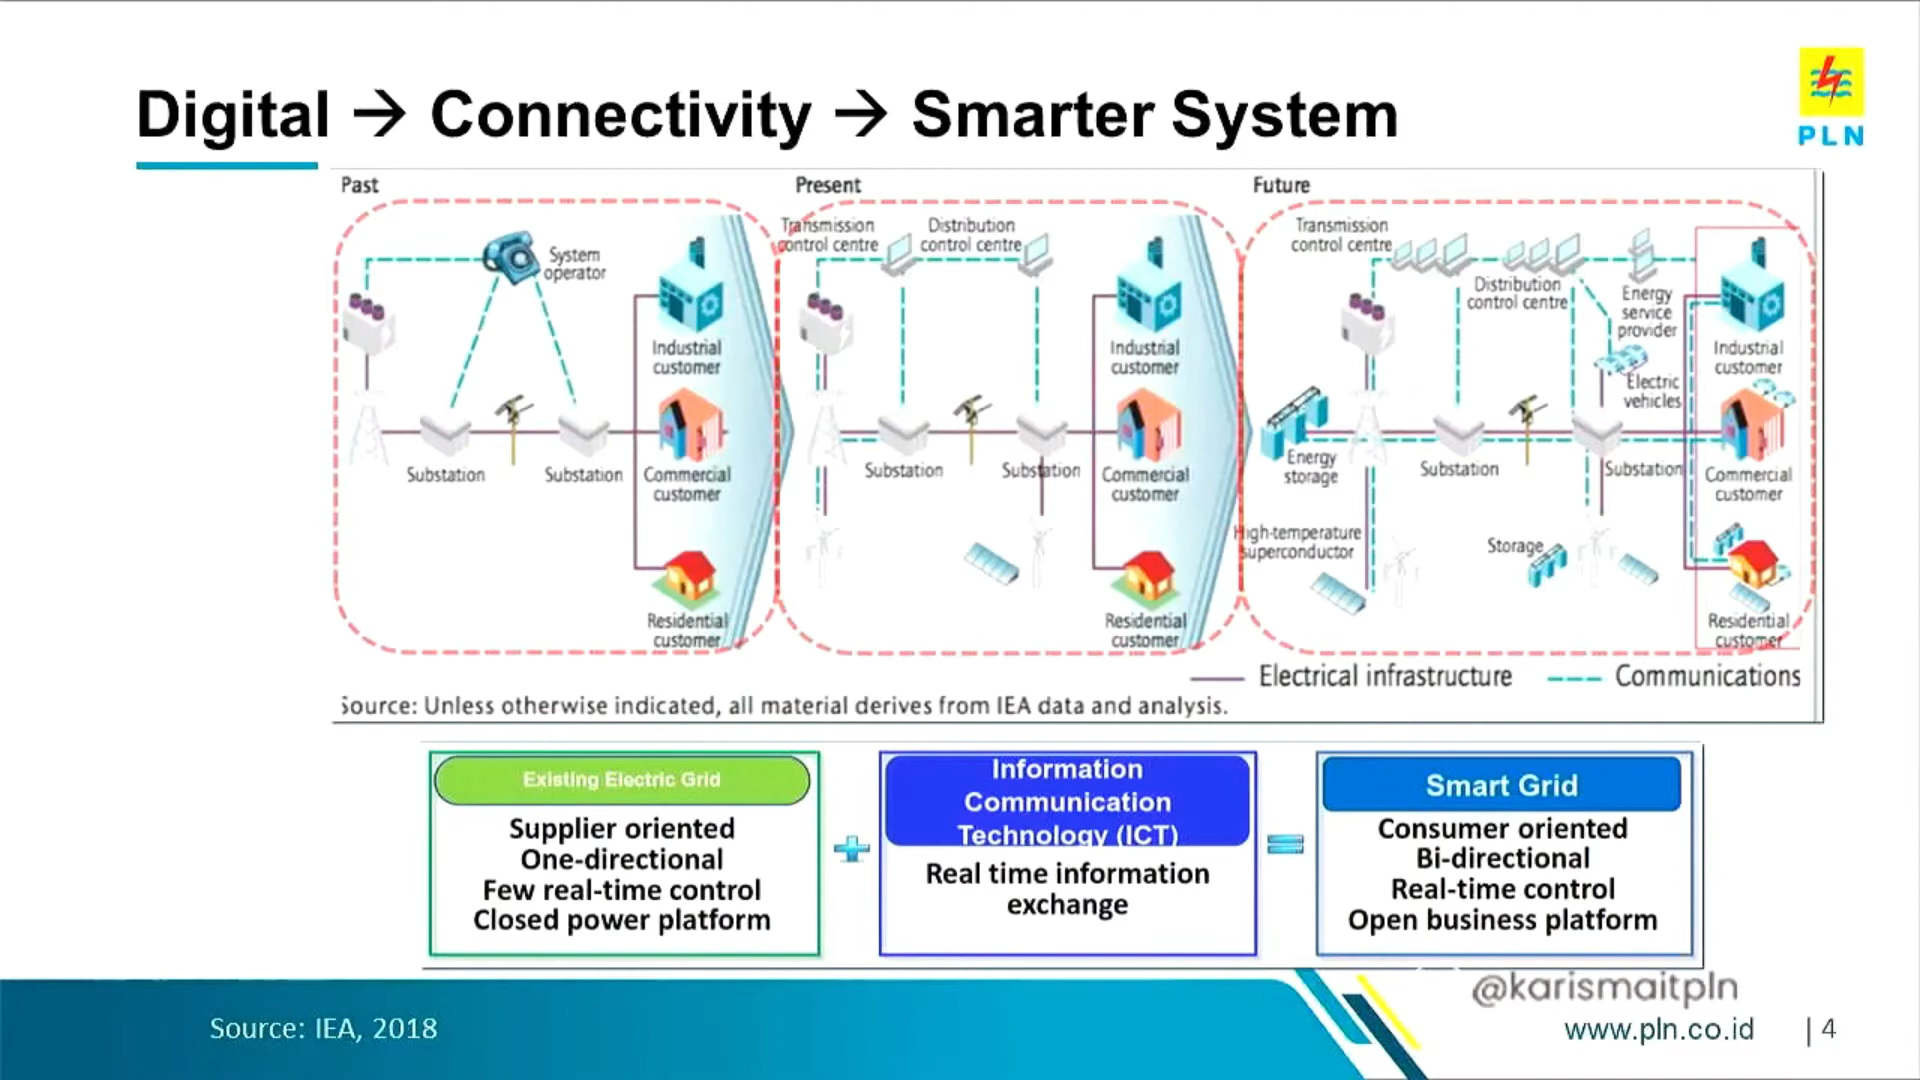 Digital → Connectivity → Smarter System
PLN
Past
System
operator
Industrial
customer
Substation
Substation
Commercial
customer
Residential
customer
Present
Transmission
control centre
Distribution
control centre
Industrial
customer
Substation
Substation
Commercial
customer
Residential
customer
Future
Transmission
control centre
Distribution
control centre
Energy
service
provider
Industrial
customer
Electric
vehicles
Energy
storage
Substation
Substation
Commercial
customer
High-temperature
superconductor
Storage
Residential
customer
Electrical infrastructure
Communications
Source: Unless otherwise indicated, all material derives from IEA data and analysis.
Existing Electric Grid
Supplier oriented
One-directional
Few real-time control
Closed power platform
Information
Communication
Technology (ICT)
Real time information
exchange
Smart Grid
Consumer oriented
Bi-directional
Real-time control
Open business platform
@karismaitpln
Source: IEA, 2018
www.pln.co.id
| 4